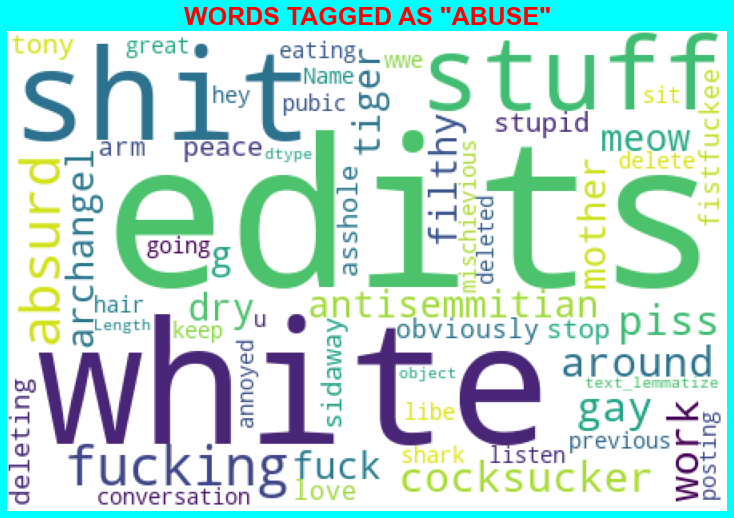 WORDS TAGGED AS "ABUSE"
tony
great
eating
Name
wwe
tiger
shit
stuff
hey
pubic
sit
stupid
meow
fistfuckee
arm
peace
dtype
filthy
mischievious
deleted
delete
mother
absurd
archangel
edits
asshole
going
g
hair
Length
dry
u
keep
antisemmitian
obviously
stop
piss
annoyed
sidaway
white
object
around
text_lemmatize
libe
gay
deleting
fucking
fuck
shark
listen
previous
work
posting
conversation
love
cocksucker